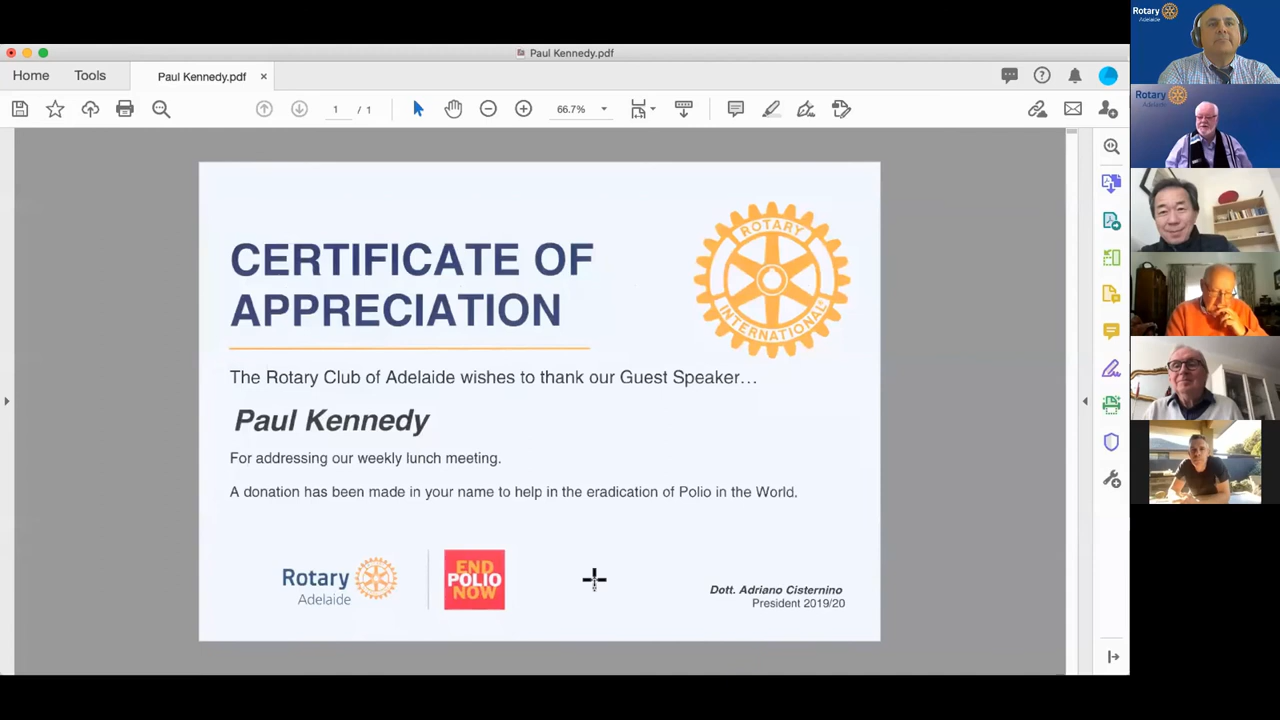 Paul Kennedy.pdf
Home Tools Paul Kennedy.pdf ×
1 / 1 66.7%
CERTIFICATE OF
APPRECIATION
ROTARY
INTERNATIONAL
The Rotary Club of Adelaide wishes to thank our Guest Speaker…
Paul Kennedy
For addressing our weekly lunch meeting.
A donation has been made in your name to help in the eradication of Polio in the World.
Rotary
Adelaide
END
POLIO
NOW
Dott. Adriano Cisternino
President 2019/20
Rotary
Adelaide
Rotary
Adelaide